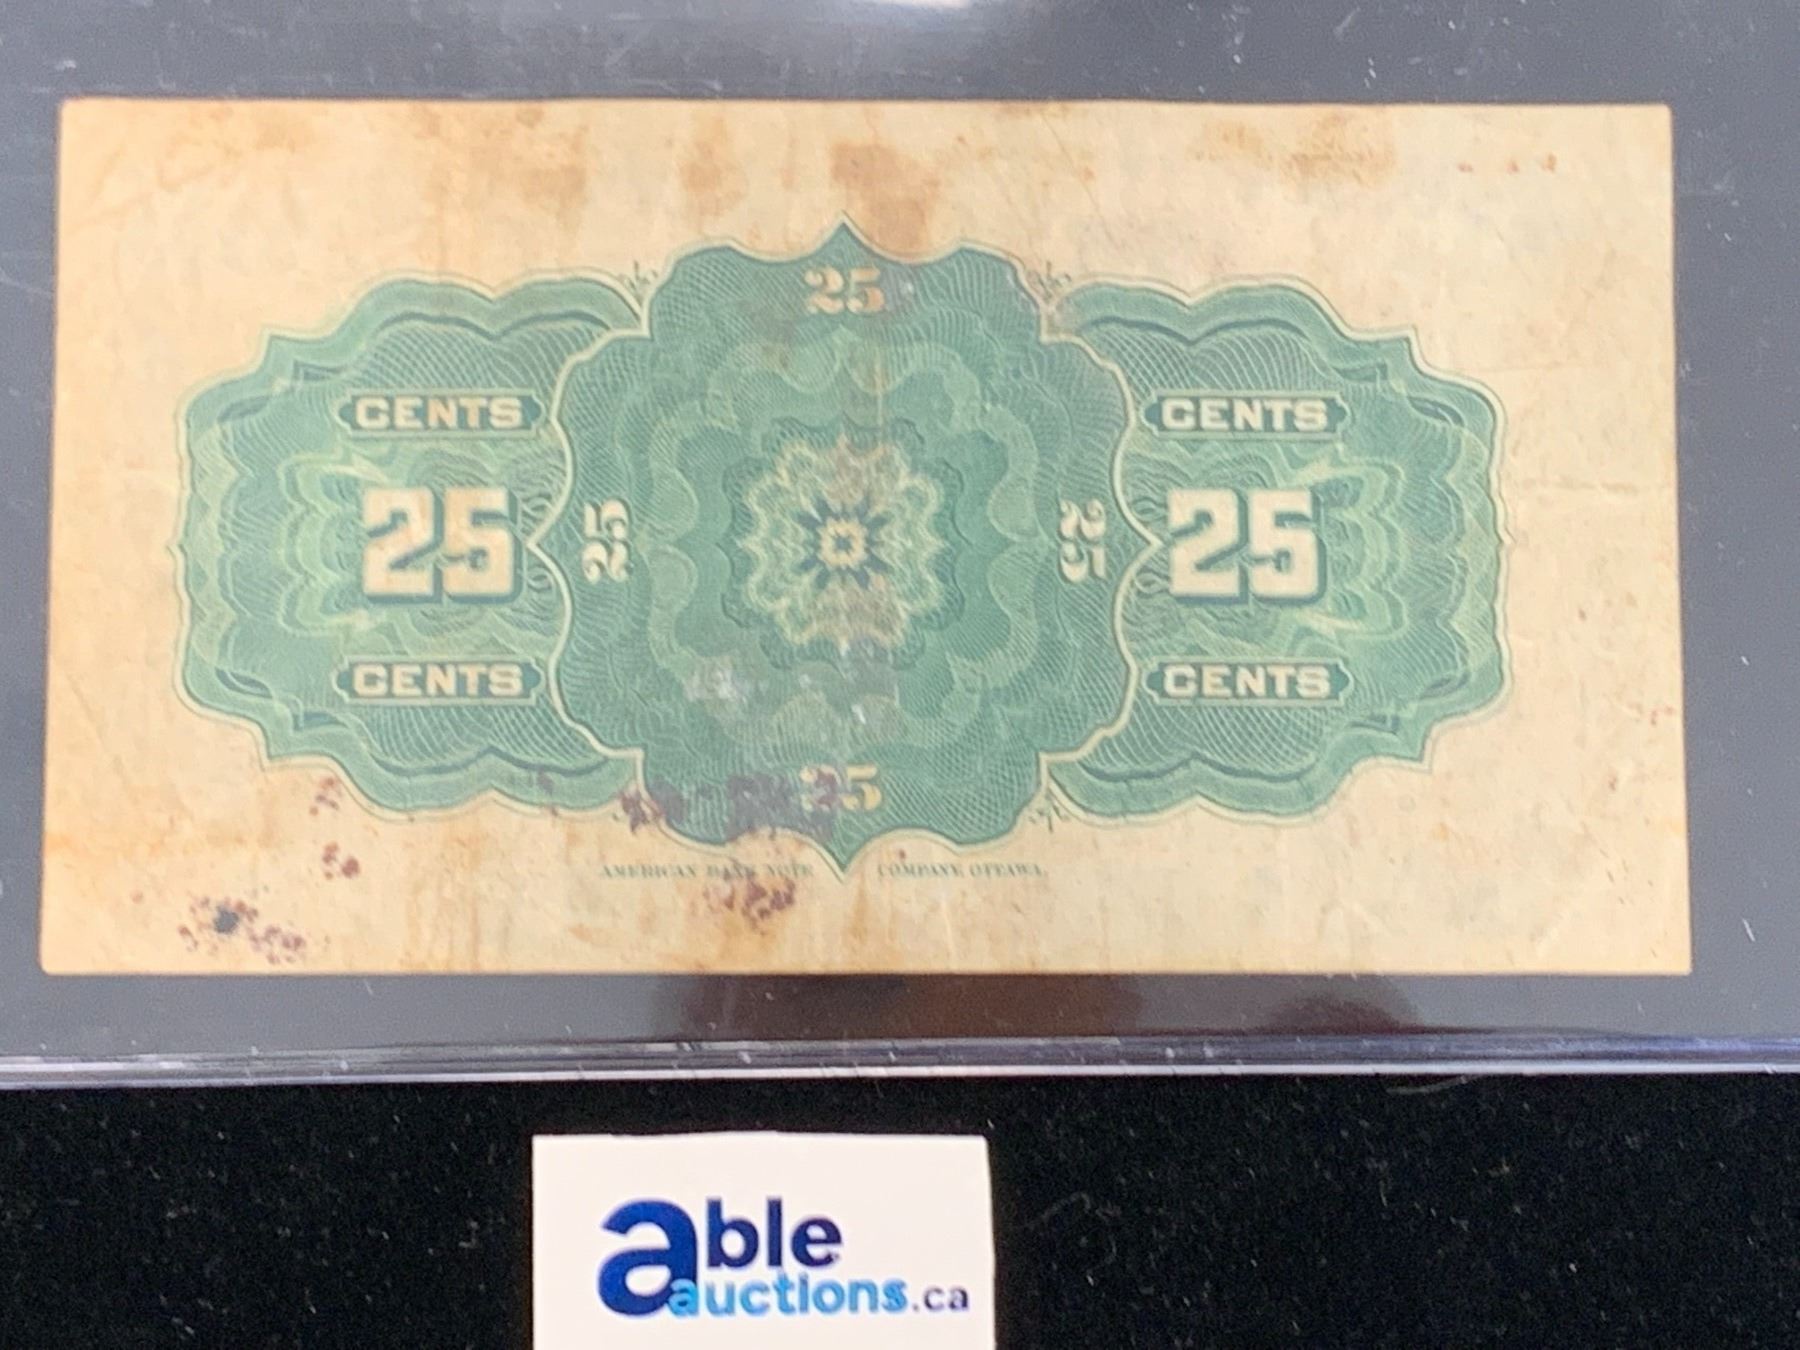 25
CENTS CENTS
25 25 25 25
CENTS CENTS
25
AMERICAN BANK NOTE COMPANY, OTTAWA.
able
auctions.ca